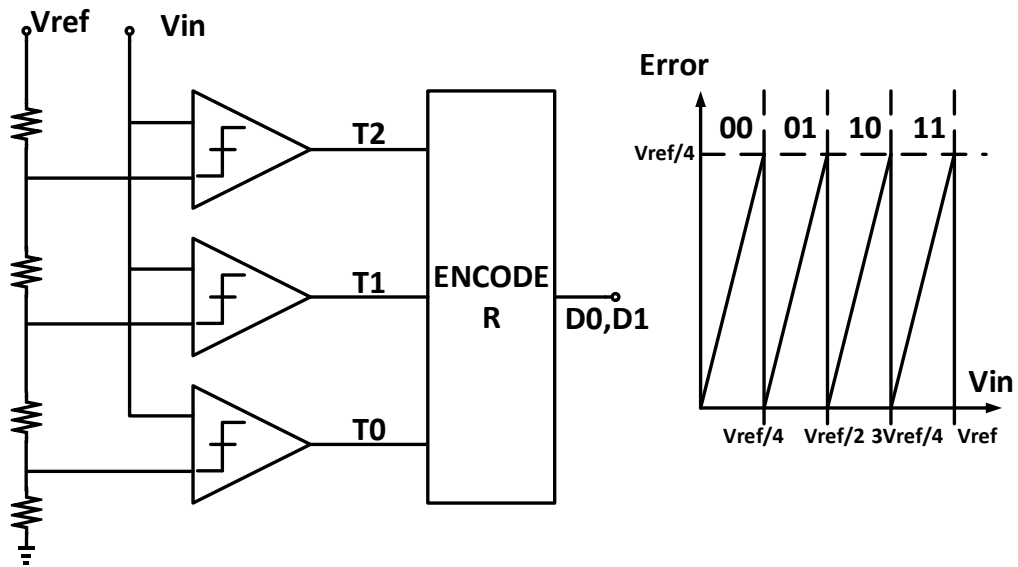 Vref
Vin
T2
T1
T0
ENCODE
R
D0,D1
Error
00 01 10 11
Vref/4
Vin
Vref/4 Vref/2 3Vref/4 Vref